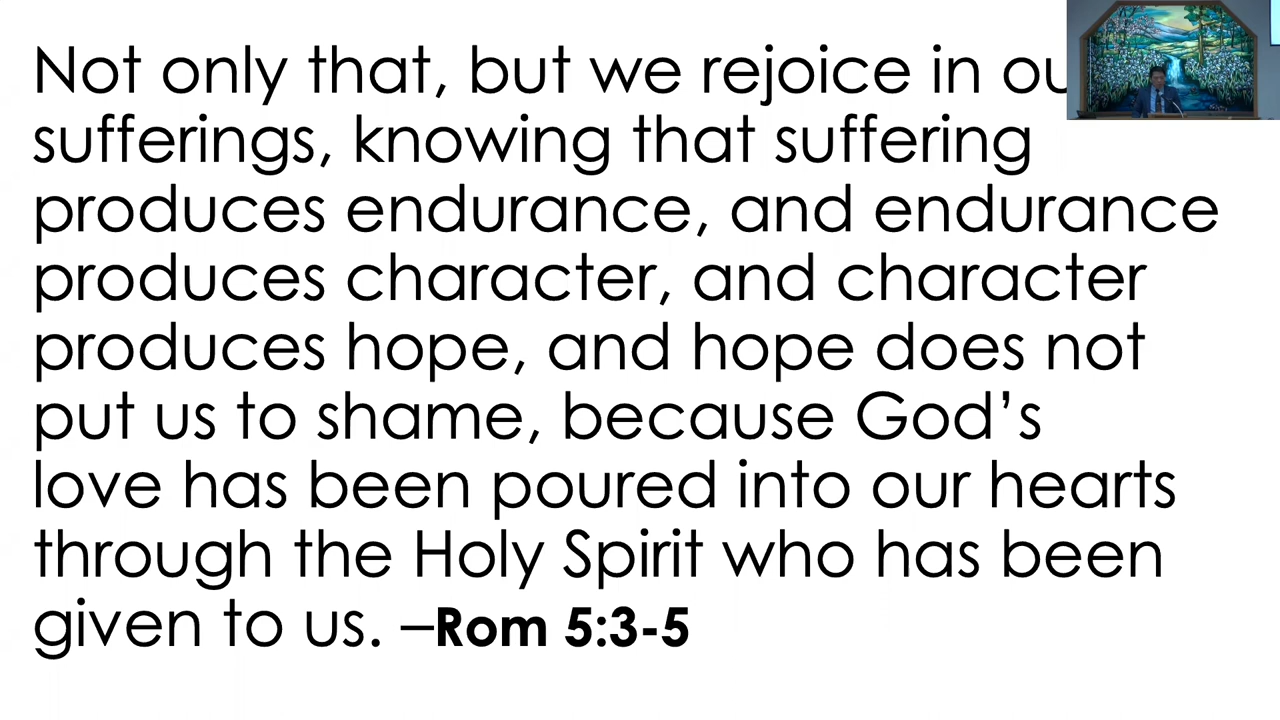 Not only that, but we rejoice in
sufferings, knowing that suffering
produces endurance, and endurance
produces character, and character
produces hope, and hope does not
put us to shame, because God’s
love has been poured into our hearts
through the Holy Spirit who has been
given to us. –Rom 5:3-5